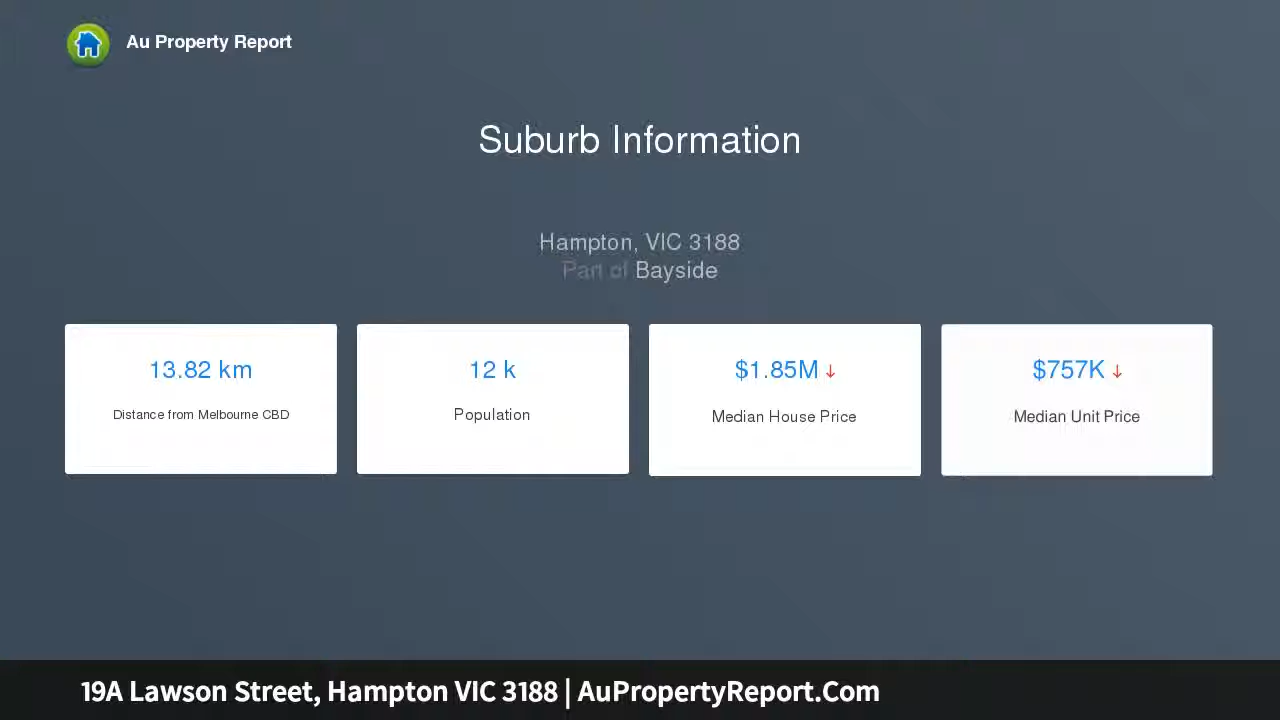 Au Property Report
Suburb Information
Hampton, VIC 3188
Part of Bayside
13.82 km
Distance from Melbourne CBD
12 k
Population
$1.85M ↓
Median House Price
$757K ↓
Median Unit Price
19A Lawson Street, Hampton VIC 3188 | AuPropertyReport.Com